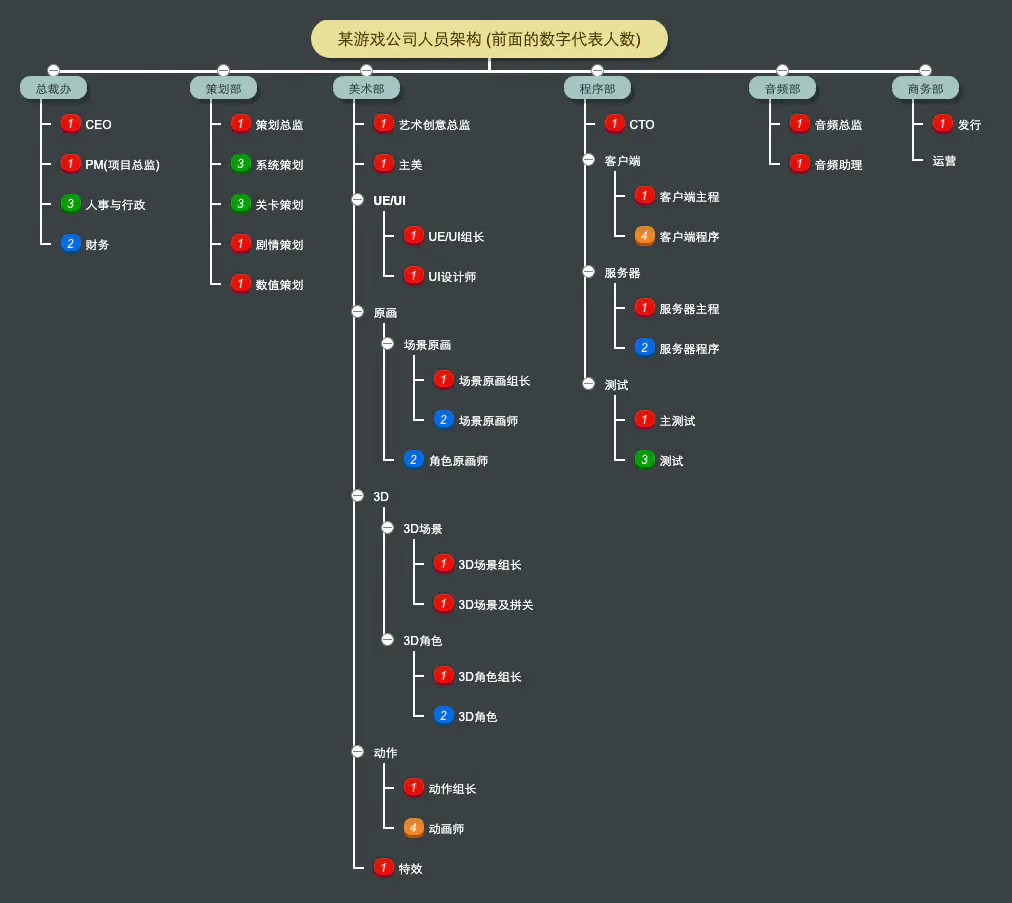 某游戏公司人员架构 (前面的数字代表人数)
总裁办
1 CEO
1 PM(项目总监)
3 人事与行政
2 财务
策划部
1 策划总监
3 系统策划
3 关卡策划
1 剧情策划
1 数值策划
美术部
1 艺术创意总监
1 主美
UE/UI
1 UE/UI组长
1 UI设计师
原画
场景原画
1 场景原画组长
2 场景原画师
2 角色原画师
3D
3D场景
1 3D场景组长
1 3D场景及拼关
3D角色
1 3D角色组长
2 3D角色
动作
1 动作组长
4 动画师
1 特效
程序部
1 CTO
客户端
1 客户端主程
4 客户端程序
服务器
1 服务器主程
2 服务器程序
测试
1 主测试
3 测试
音频部
1 音频总监
1 音频助理
商务部
1 发行
运营